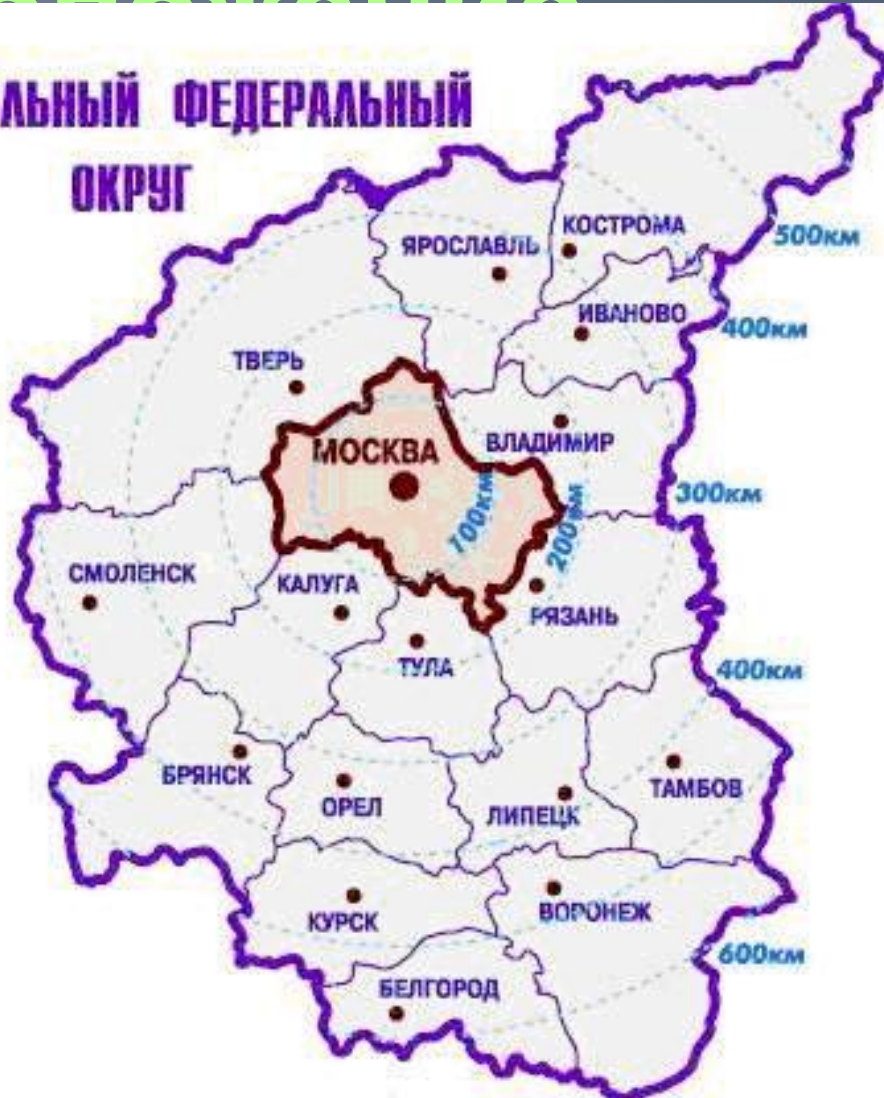 ЛЬНЫЙ ФЕДЕРАЛЬНЫЙ
ОКРУГ
КОСТРОМА
500км
ЯРОСЛАВЛЬ
ИВАНОВО
400км
ТВЕРЬ
ВЛАДИМИР
МОСКВА
300км
100км
200км
СМОЛЕНСК
КАЛУГА
РЯЗАНЬ
ТУЛА
400км
БРЯНСК
ОРЕЛ
ЛИПЕЦК
ТАМБОВ
КУРСК
ВОРОНЕЖ
600км
БЕЛГОРОД